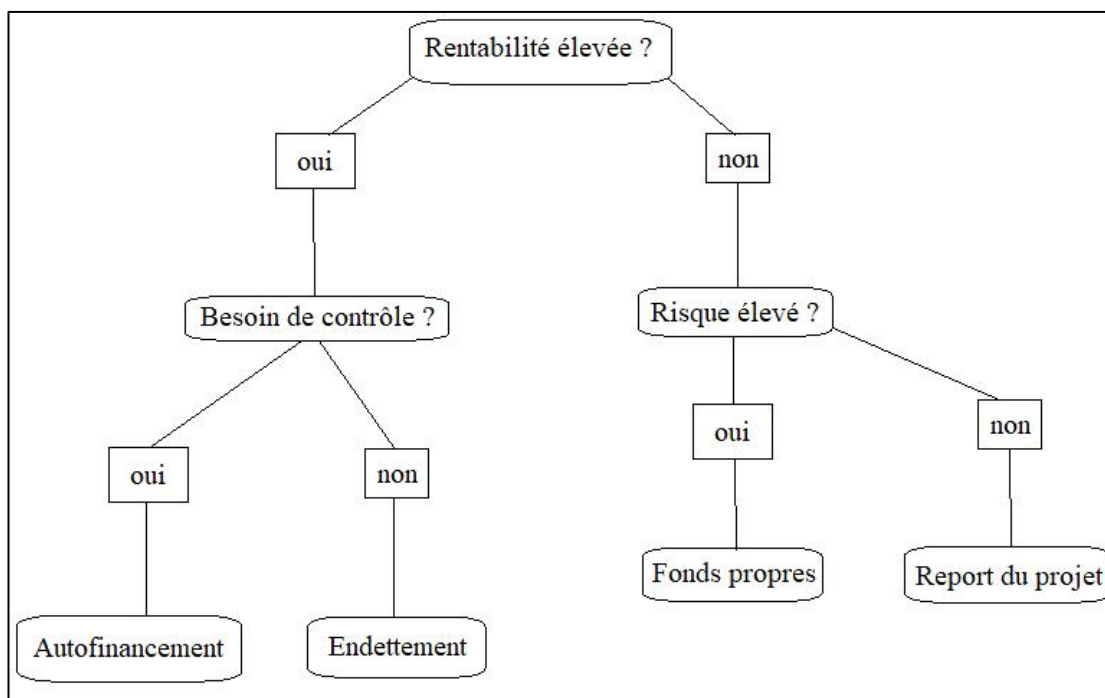 Rentabilité élevée ?
oui
non
Besoin de contrôle ?
Risque élevé ?
oui
non
oui
non
Fonds propres
Report du projet
Autofinancement
Endettement